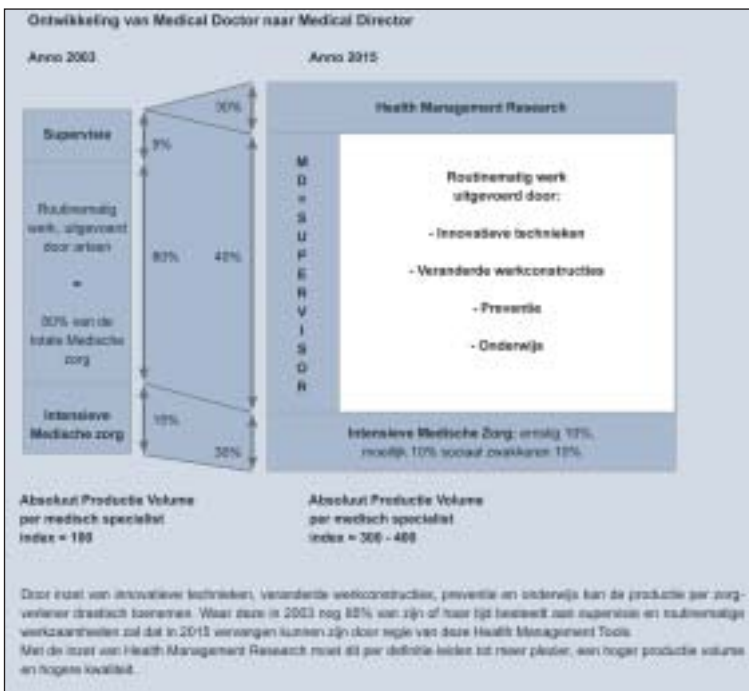 Ontwikkeling van Medical Doctor naar Medical Director
Anno 2003
Anno 2015
Supervisie
Routinematig
werk, uitgevoerd
door artsen
=
80% van de
totale Medische
zorg
Intensieve
Medische zorg
30%
80%
40%
10%
30%
Health Management Research
M
D
=
S
U
P
E
R
V
I
S
O
R
Routinematig werk
uitgevoerd door:
- Innovatieve technieken
- Veranderde werkconstructies
- Preventie
- Onderwijs
Intensieve Medische Zorg: ernstig 10%,
moeilijk 10% sociaal zwakkeren 10%
Absoluut Productie Volume
per medisch specialist
index = 100
Absoluut Productie Volume
per medisch specialist
index = 300 - 400
Door inzet van innovatieve technieken, veranderde werkconstructies, preventie en onderwijs kan de productie per zorg-
verlener drastisch toenemen. Waar deze in 2003 nog van zijn of haar tijd besteedt aan supervisie en routinematige
werkzaamheden zal dat in 2015 vervangen kunnen zijn door regie van deze Health Management Tools.
Met de inzet van Health Management Research moet dit per definitie leiden tot meer plezier, een hoger productie volume
en hogere kwaliteit.